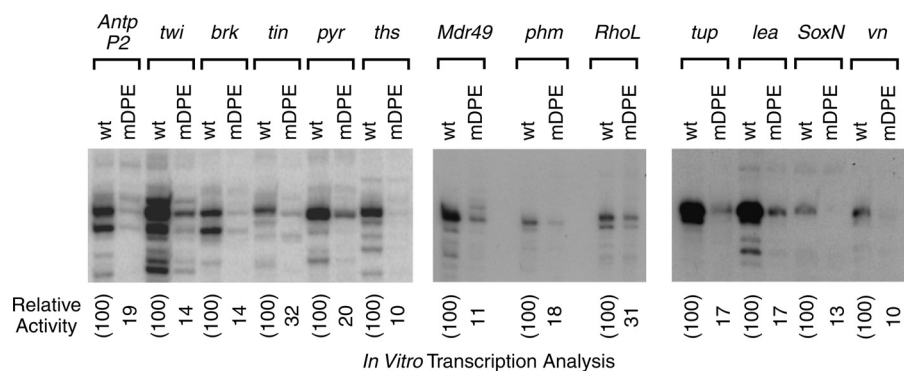 Antp P2 twi brk tin pyr ths Mdr49 phm RhoL tup lea SoxN vn
wt mDPE wt mDPE wt mDPE wt mDPE wt mDPE wt mDPE wt mDPE wt mDPE wt mDPE wt mDPE wt mDPE wt mDPE wt mDPE
Relative Activity (100) 19 (100) 14 (100) 14 (100) 32 (100) 20 (100) 10 (100) 11 (100) 18 (100) 31 (100) 17 (100) 17 (100) 13 (100) 10
In Vitro Transcription Analysis